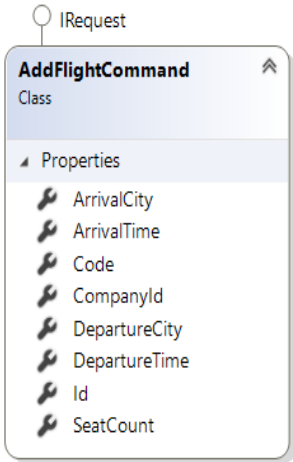 IRequest
AddFlightCommand
Class
Properties
ArrivalCity
ArrivalTime
Code
CompanyId
DepartureCity
DepartureTime
Id
SeatCount